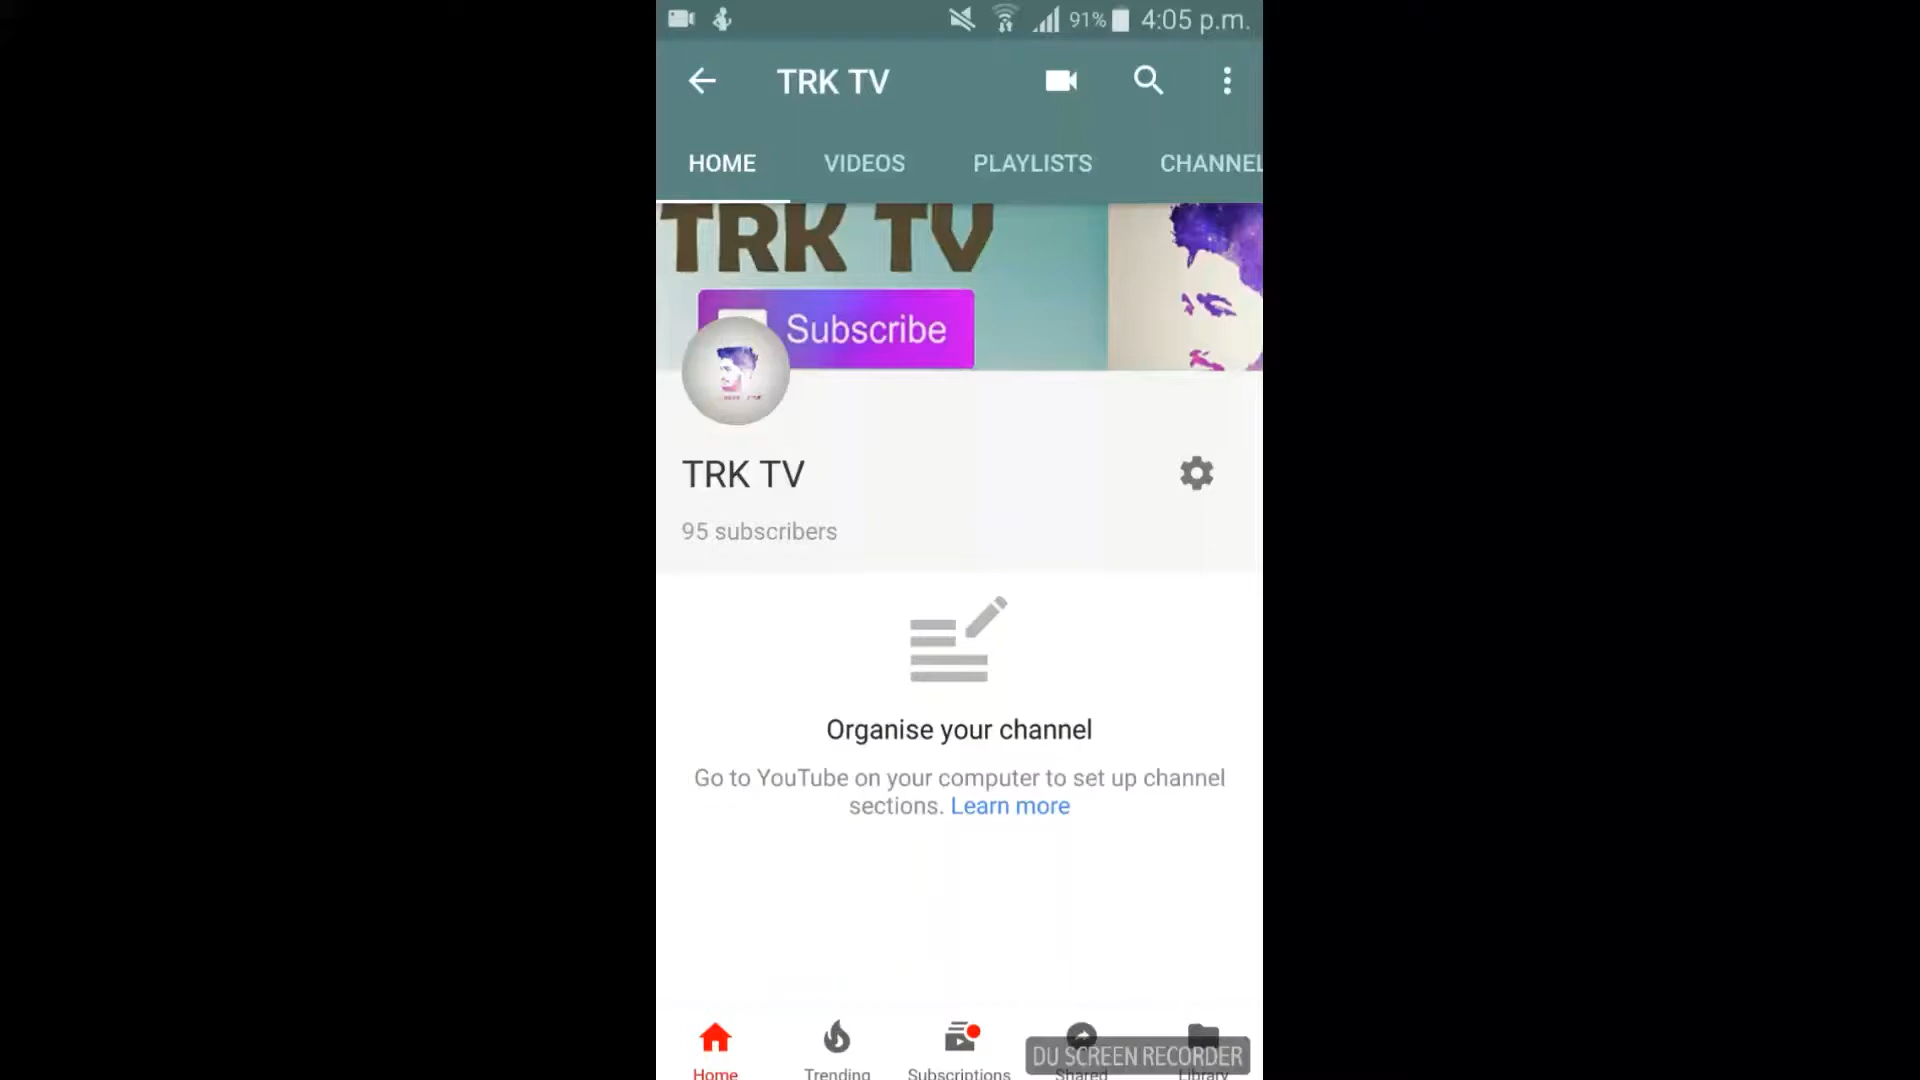 91% 4:05 p.m.
TRK TV
HOME VIDEOS PLAYLISTS CHANNEL
TRK TV
Subscribe
TRK TV
95 subscribers
Organise your channel
Go to YouTube on your computer to set up channel
sections. Learn more
Home Trending Subscriptions Shared Library
DU SCREEN RECORDER